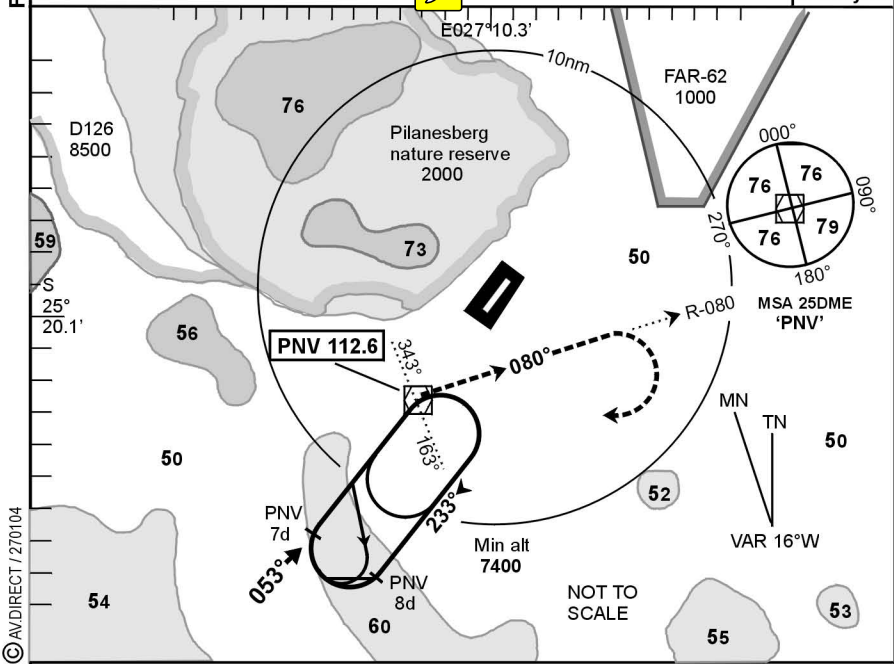 E027°10.3'
10nm
FAR-62
1000
76
D126
8500
Pilanesberg
nature reserve
2000
000°
76
76
090°
59
73
270°
76
79
50
180°
S
25°
20.1'
MSA 25DME
'PNV'
56
R-080
PNV 112.6
343°
080°
MN
TN
163°
50
50
52
233°
PNV
7d
VAR 16°W
Min alt
7400
053°
PNV
8d
NOT TO
SCALE
54
53
60
55
© AV.DIRECT / 270104